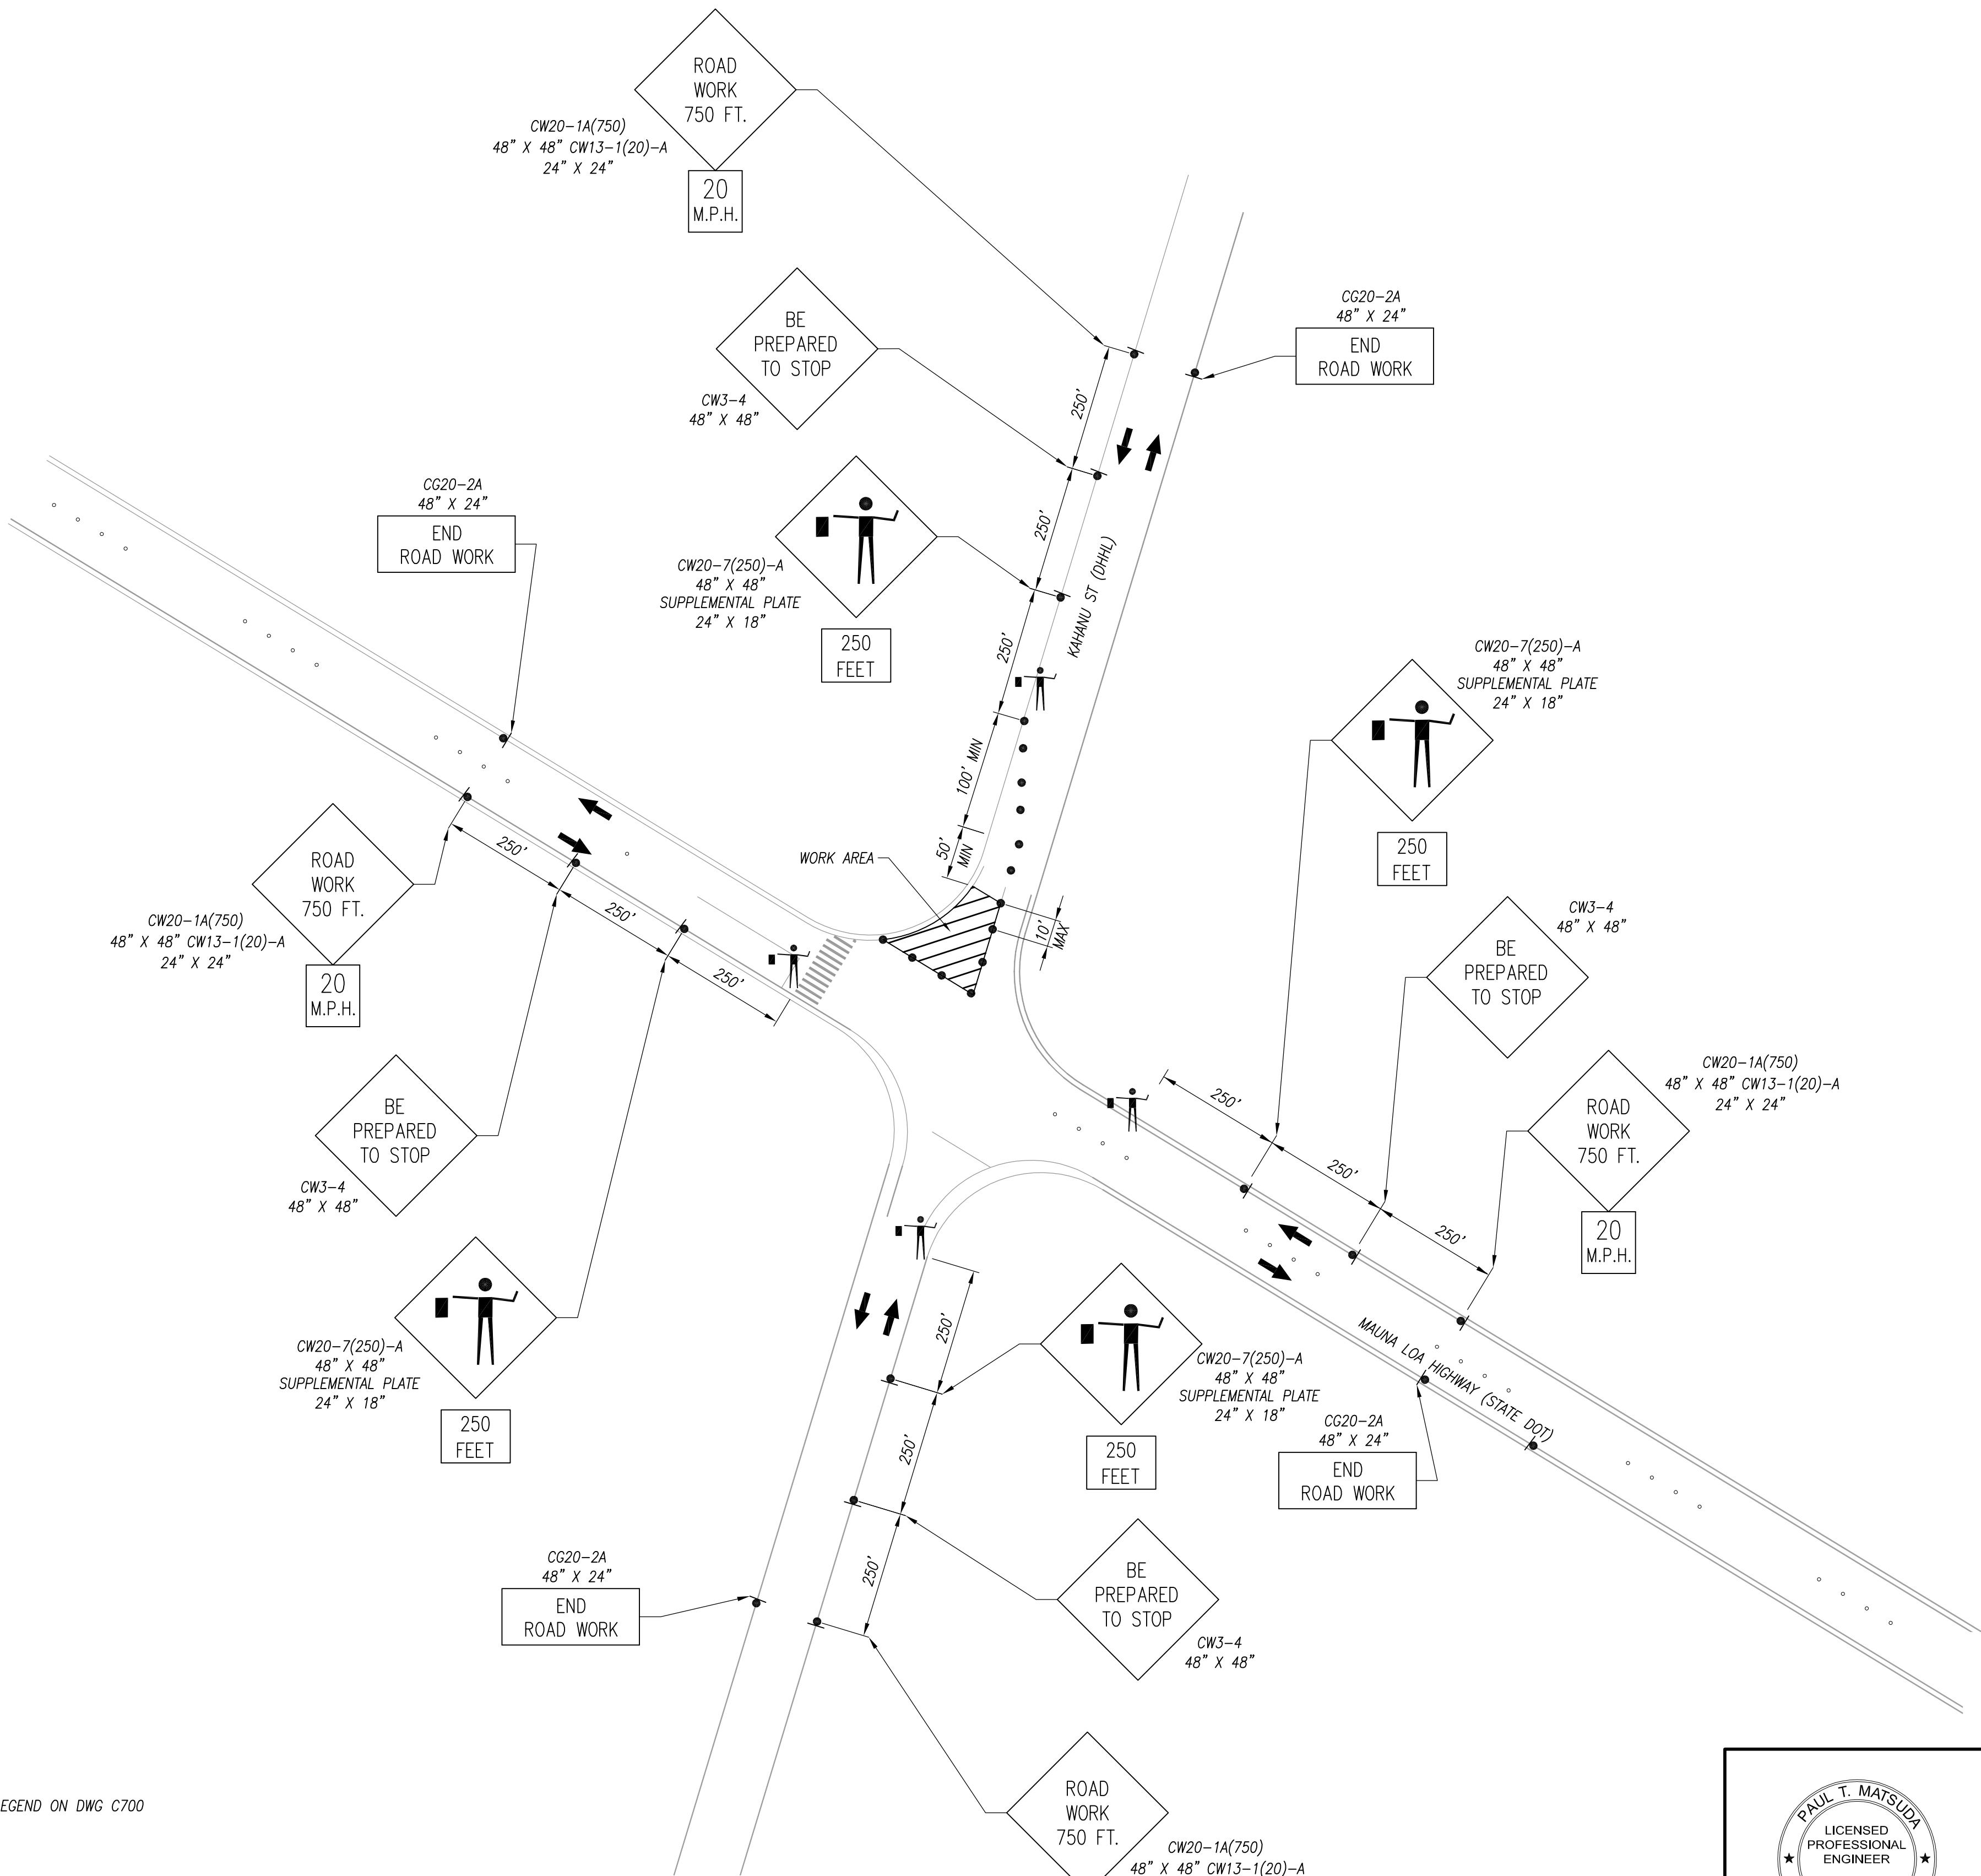 ROAD
WORK
750 FT.
CW20-1A(750)
48" X 48" CW13-1(20)-A
24" X 24"
20
M.P.H.
BE
PREPARED
TO STOP
CW3-4
48" X 48"
CG20-2A
48" X 24"
END
ROAD WORK
250'
250'
250'
100' MIN
50'
MIN
KAHANU ST (DHHL)
CW20-7(250)-A
48" X 48"
SUPPLEMENTAL PLATE
24" X 18"
250
FEET
CG20-2A
48" X 24"
END
ROAD WORK
CW20-7(250)-A
48" X 48"
SUPPLEMENTAL PLATE
24" X 18"
250
FEET
WORK AREA
10'
MAX
250'
250'
250'
ROAD
WORK
750 FT.
CW20-1A(750)
48" X 48" CW13-1(20)-A
24" X 24"
20
M.P.H.
CW3-4
48" X 48"
BE
PREPARED
TO STOP
CW20-1A(750)
48" X 48" CW13-1(20)-A
24" X 24"
ROAD
WORK
750 FT.
20
M.P.H.
250'
250'
250'
BE
PREPARED
TO STOP
CW3-4
48" X 48"
CW20-7(250)-A
48" X 48"
SUPPLEMENTAL PLATE
24" X 18"
250
FEET
250'
250'
250'
CW20-7(250)-A
48" X 48"
SUPPLEMENTAL PLATE
24" X 18"
250
FEET
MAUNA LOA HIGHWAY (STATE DOT)
CG20-2A
48" X 24"
END
ROAD WORK
CG20-2A
48" X 24"
END
ROAD WORK
BE
PREPARED
TO STOP
CW3-4
48" X 48"
ROAD
WORK
750 FT.
CW20-1A(750)
48" X 48" CW13-1(20)-A
EGEND ON DWG C700
PAUL T. MATSUDA
LICENSED
PROFESSIONAL
ENGINEER